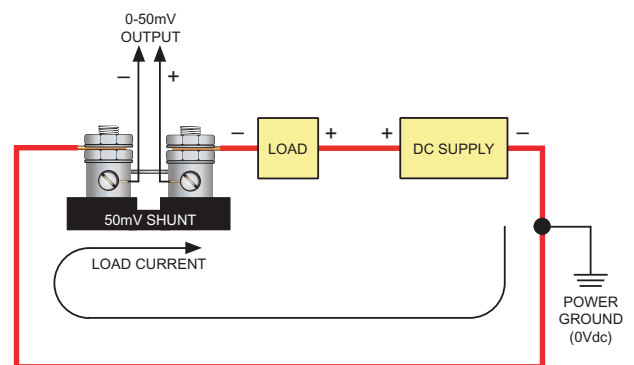 0-50mV
OUTPUT
– +
– + + –
LOAD
DC SUPPLY
50mV SHUNT
LOAD CURRENT
POWER
GROUND
(0Vdc)